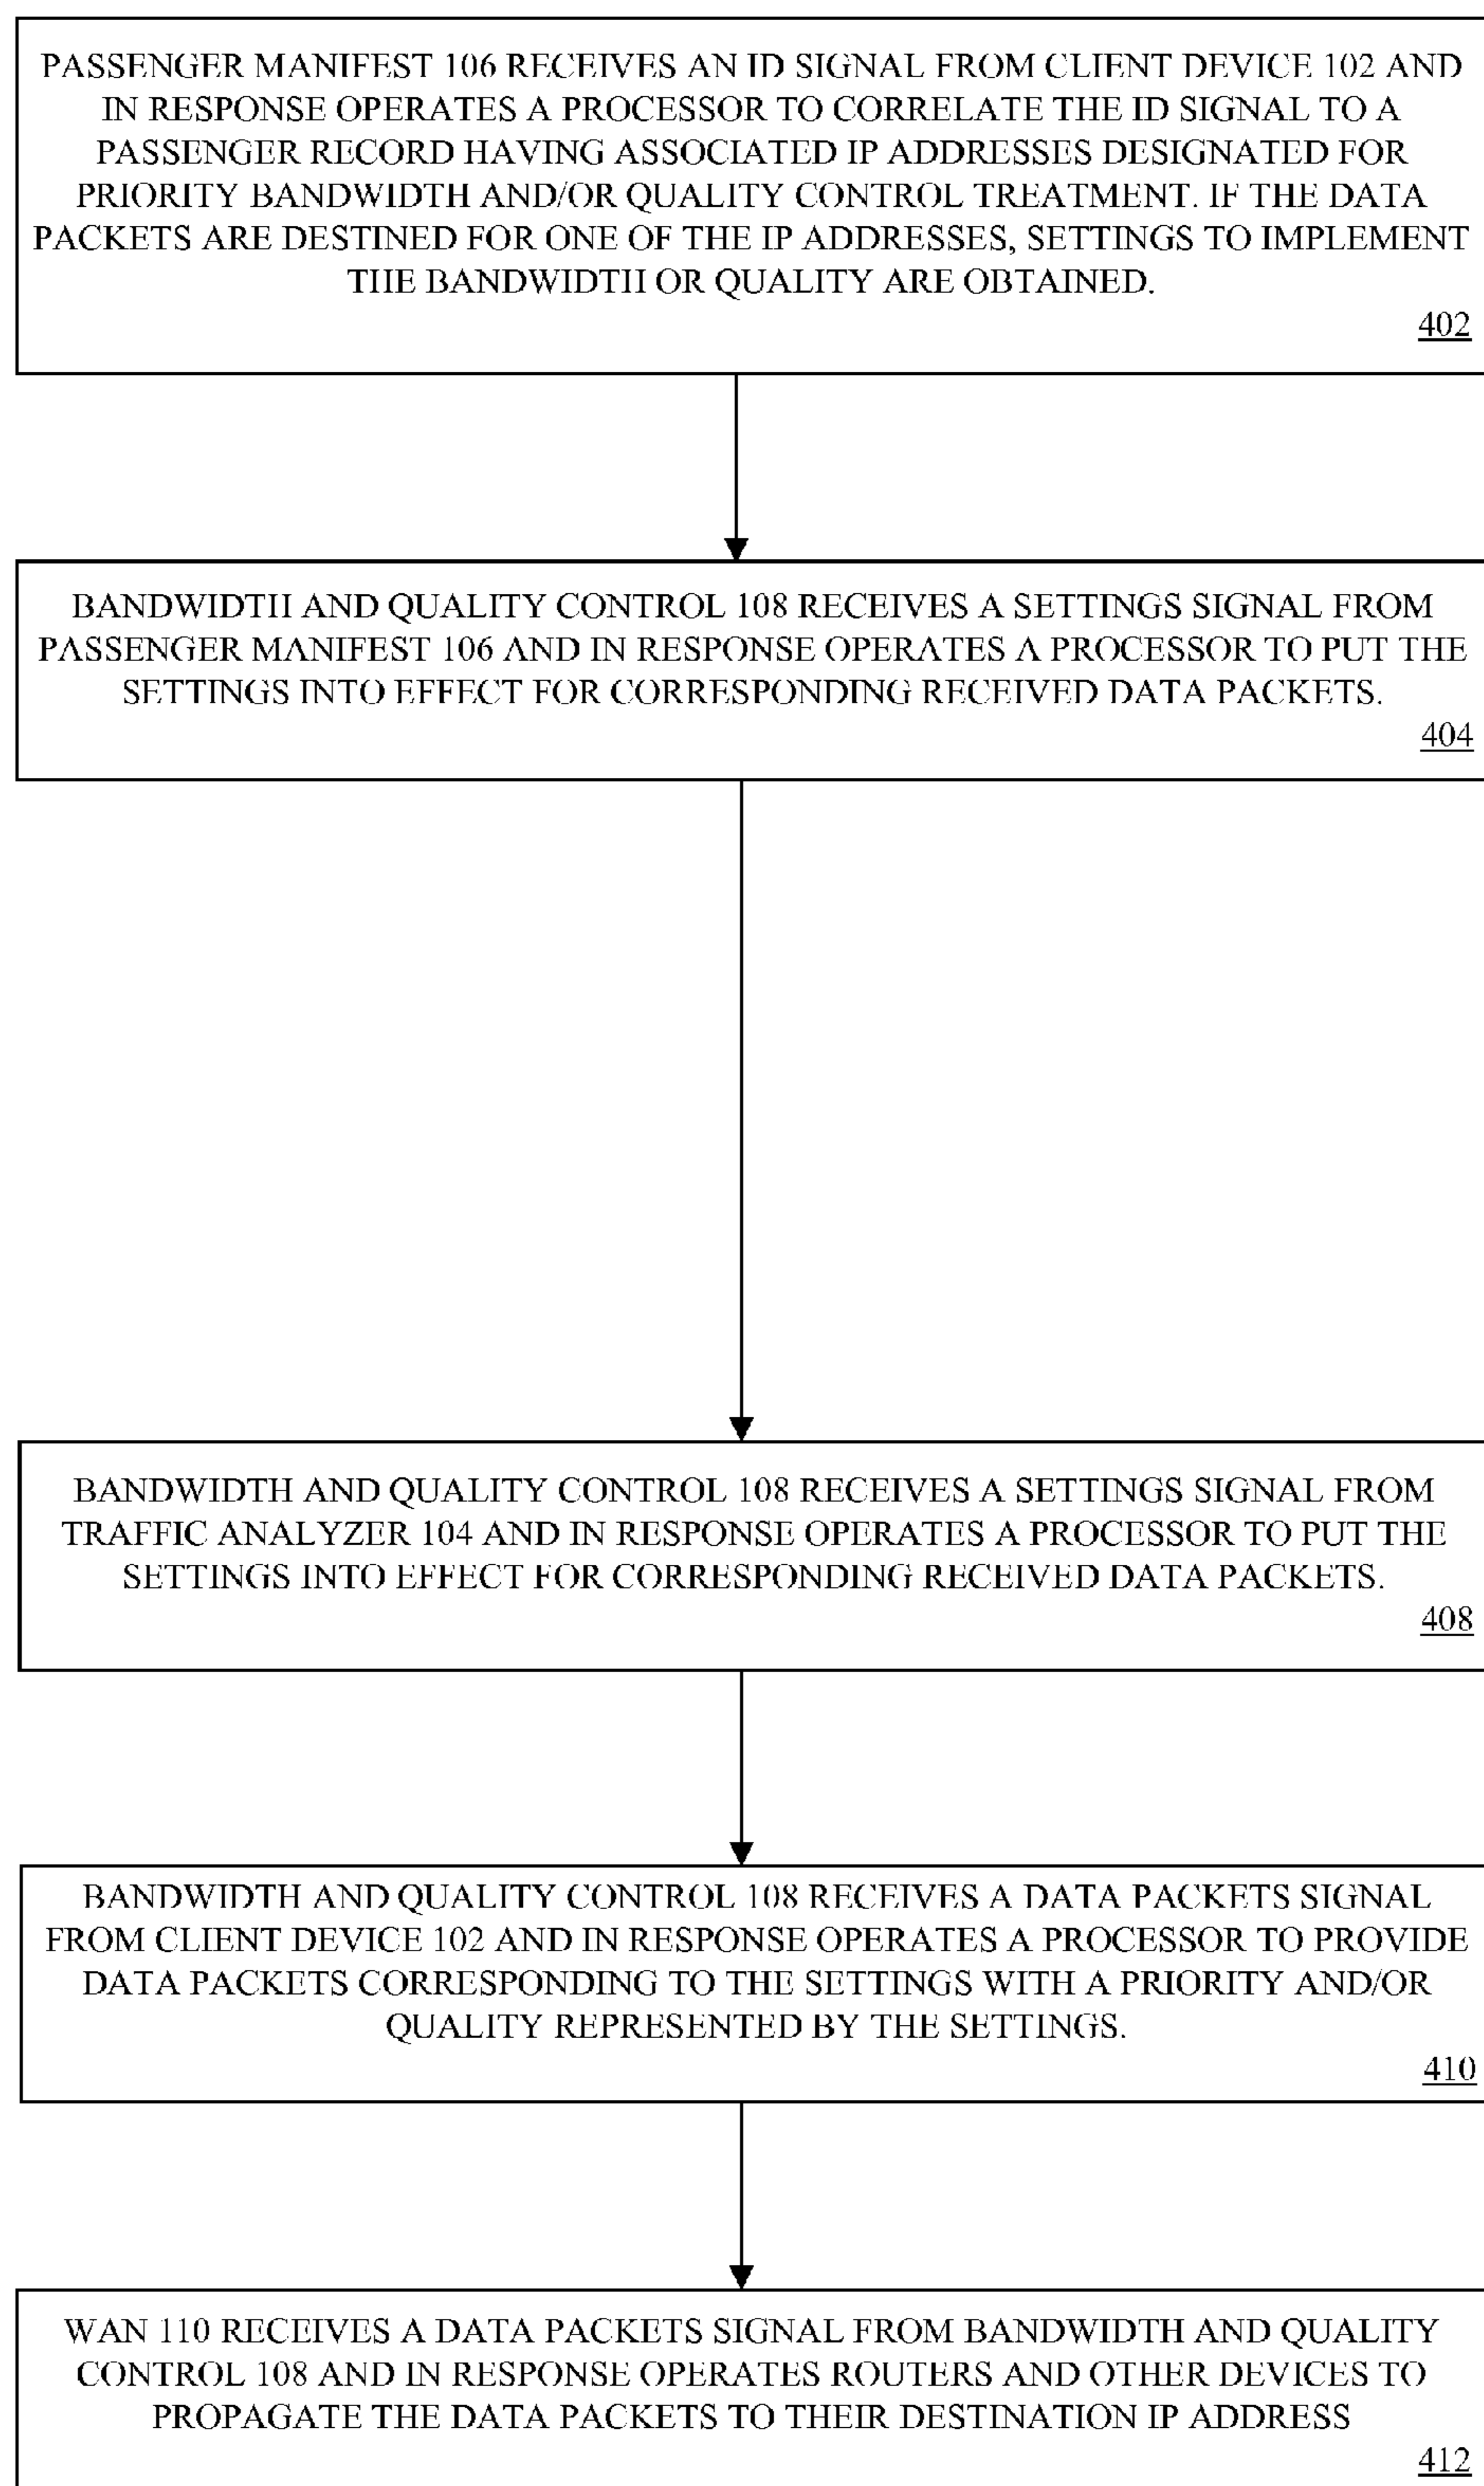 PASSENGER MANIFEST 106 RECEIVES AN ID SIGNAL FROM CLIENT DEVICE 102 AND
IN RESPONSE OPERATES A PROCESSOR TO CORRELATE THE ID SIGNAL TO A
PASSENGER RECORD HAVING ASSOCIATED IP ADDRESSES DESIGNATED FOR
PRIORITY BANDWIDTH AND/OR QUALITY CONTROL TREATMENT. IF THE DATA
PACKETS ARE DESTINED FOR ONE OF THE IP ADDRESSES, SETTINGS TO IMPLEMENT
THE BANDWIDTH OR QUALITY ARE OBTAINED.
402
BANDWIDTH AND QUALITY CONTROL 108 RECEIVES A SETTINGS SIGNAL FROM
PASSENGER MANIFEST 106 AND IN RESPONSE OPERATES A PROCESSOR TO PUT THE
SETTINGS INTO EFFECT FOR CORRESPONDING RECEIVED DATA PACKETS.
404
BANDWIDTH AND QUALITY CONTROL 108 RECEIVES A SETTINGS SIGNAL FROM
TRAFFIC ANALYZER 104 AND IN RESPONSE OPERATES A PROCESSOR TO PUT THE
SETTINGS INTO EFFECT FOR CORRESPONDING RECEIVED DATA PACKETS.
408
BANDWIDTH AND QUALITY CONTROL 108 RECEIVES A DATA PACKETS SIGNAL
FROM CLIENT DEVICE 102 AND IN RESPONSE OPERATES A PROCESSOR TO PROVIDE
DATA PACKETS CORRESPONDING TO THE SETTINGS WITH A PRIORITY AND/OR
QUALITY REPRESENTED BY THE SETTINGS.
410
WAN 110 RECEIVES A DATA PACKETS SIGNAL FROM BANDWIDTH AND QUALITY
CONTROL 108 AND IN RESPONSE OPERATES ROUTERS AND OTHER DEVICES TO
PROPAGATE THE DATA PACKETS TO THEIR DESTINATION IP ADDRESS
412